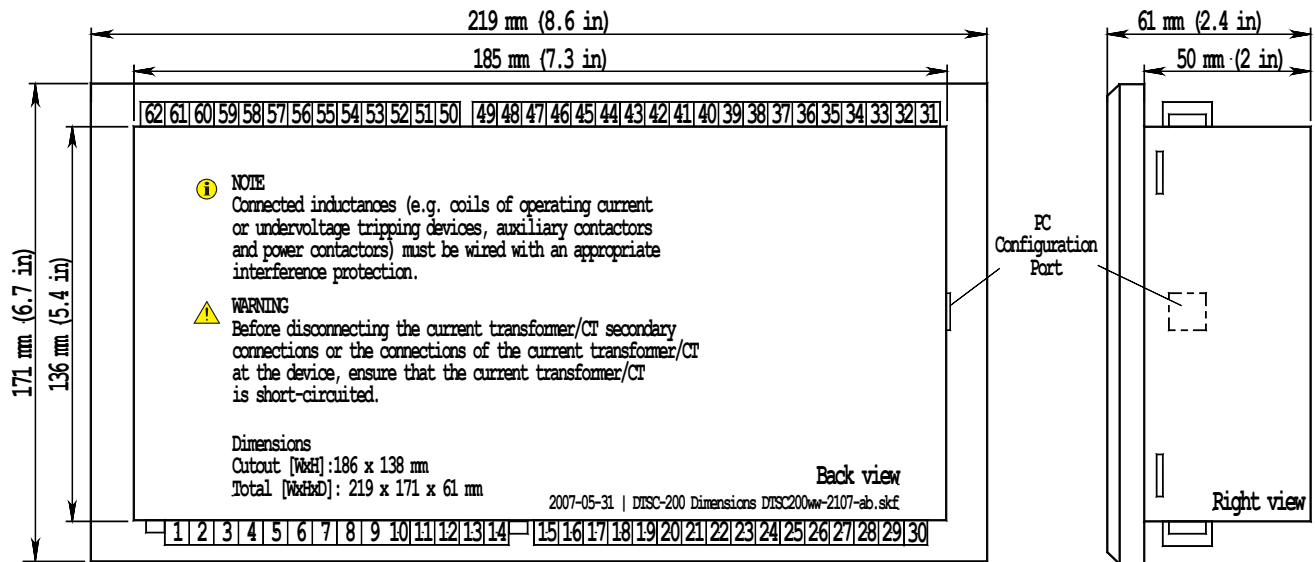 219 mm (8.6 in)
61 mm (2.4 in)
185 mm (7.3 in)
50 mm (2 in)
62 61 60 59 58 57 56 55 54 53 52 51 50 49 48 47 46 45 44 43 42 41 40 39 38 37 36 35 34 33 32 31
171 mm (6.7 in)
136 mm (5.4 in)
NOTE
Connected inductances (e.g. coils of operating current
or undervoltage tripping devices, auxiliary contactors
and power contactors) must be wired with an appropriate
interference protection.
WARNING
Before disconnecting the current transformer/CT secondary
connections or the connections of the current transformer/CT
at the device, ensure that the current transformer/CT
is short-circuited.
PC
Configuration
Port
Dimensions
Cutout [WxH]:186 x 138 mm
Total [WxHxD]: 219 x 171 x 61 mm
Back view
2007-05-31 | DTSC-200 Dimensions DTSC200ww-2107-ab.skf
Right view
1 2 3 4 5 6 7 8 9 10 11 12 13 14 15 16 17 18 19 20 21 22 23 24 25 26 27 28 29 30